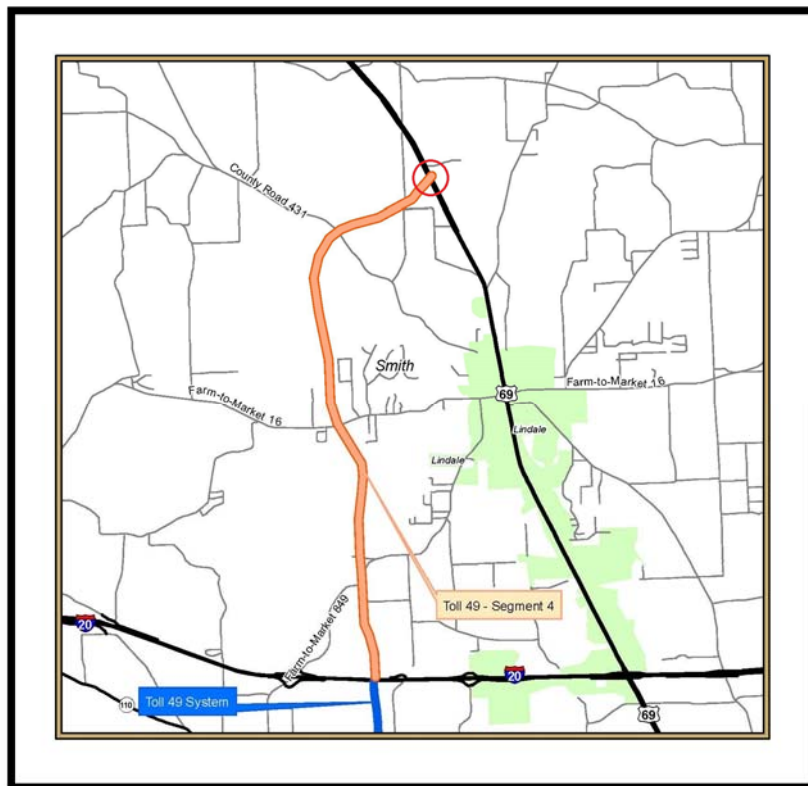 County Road 431
Smith
Farm-to-Market 16
69
Farm-to-Market 16
Lindale
Lindale
Toll 49 - Segment 4
20
Farm-to-Market 849
20
110
Toll 49 System
69